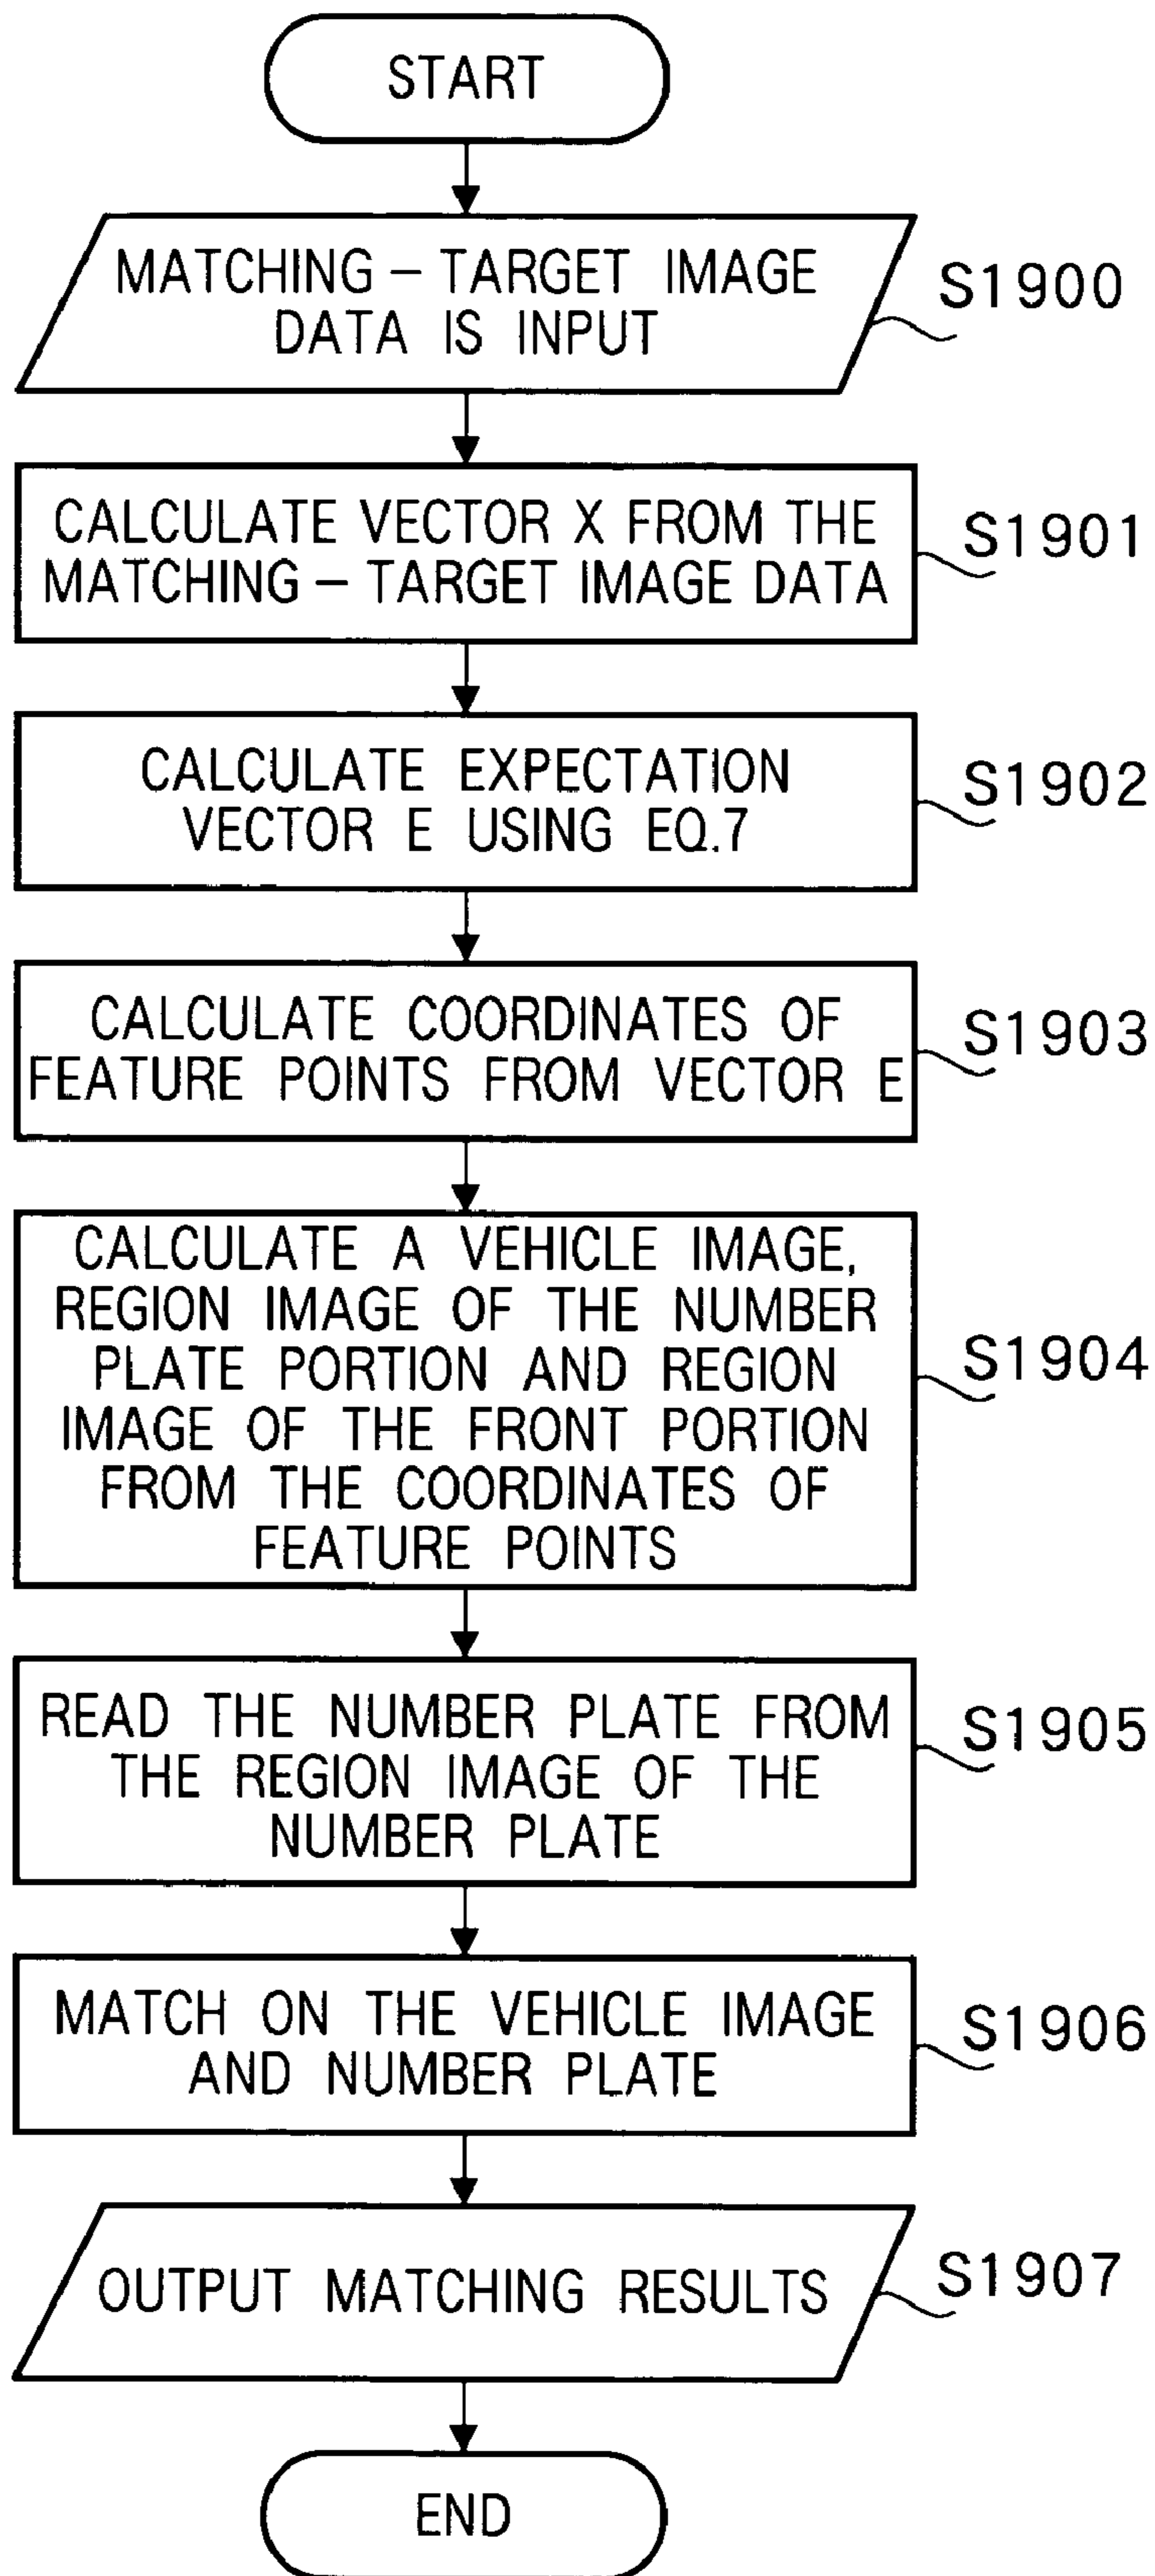 START
MATCHING – TARGET IMAGE
DATA IS INPUT
S1900
CALCULATE VECTOR X FROM THE
MATCHING – TARGET IMAGE DATA
S1901
CALCULATE EXPECTATION
VECTOR E USING EQ.7
S1902
CALCULATE COORDINATES OF
FEATURE POINTS FROM VECTOR E
S1903
CALCULATE A VEHICLE IMAGE,
REGION IMAGE OF THE NUMBER
PLATE PORTION AND REGION
IMAGE OF THE FRONT PORTION
FROM THE COORDINATES OF
FEATURE POINTS
S1904
READ THE NUMBER PLATE FROM
THE REGION IMAGE OF THE
NUMBER PLATE
S1905
MATCH ON THE VEHICLE IMAGE
AND NUMBER PLATE
S1906
OUTPUT MATCHING RESULTS
S1907
END